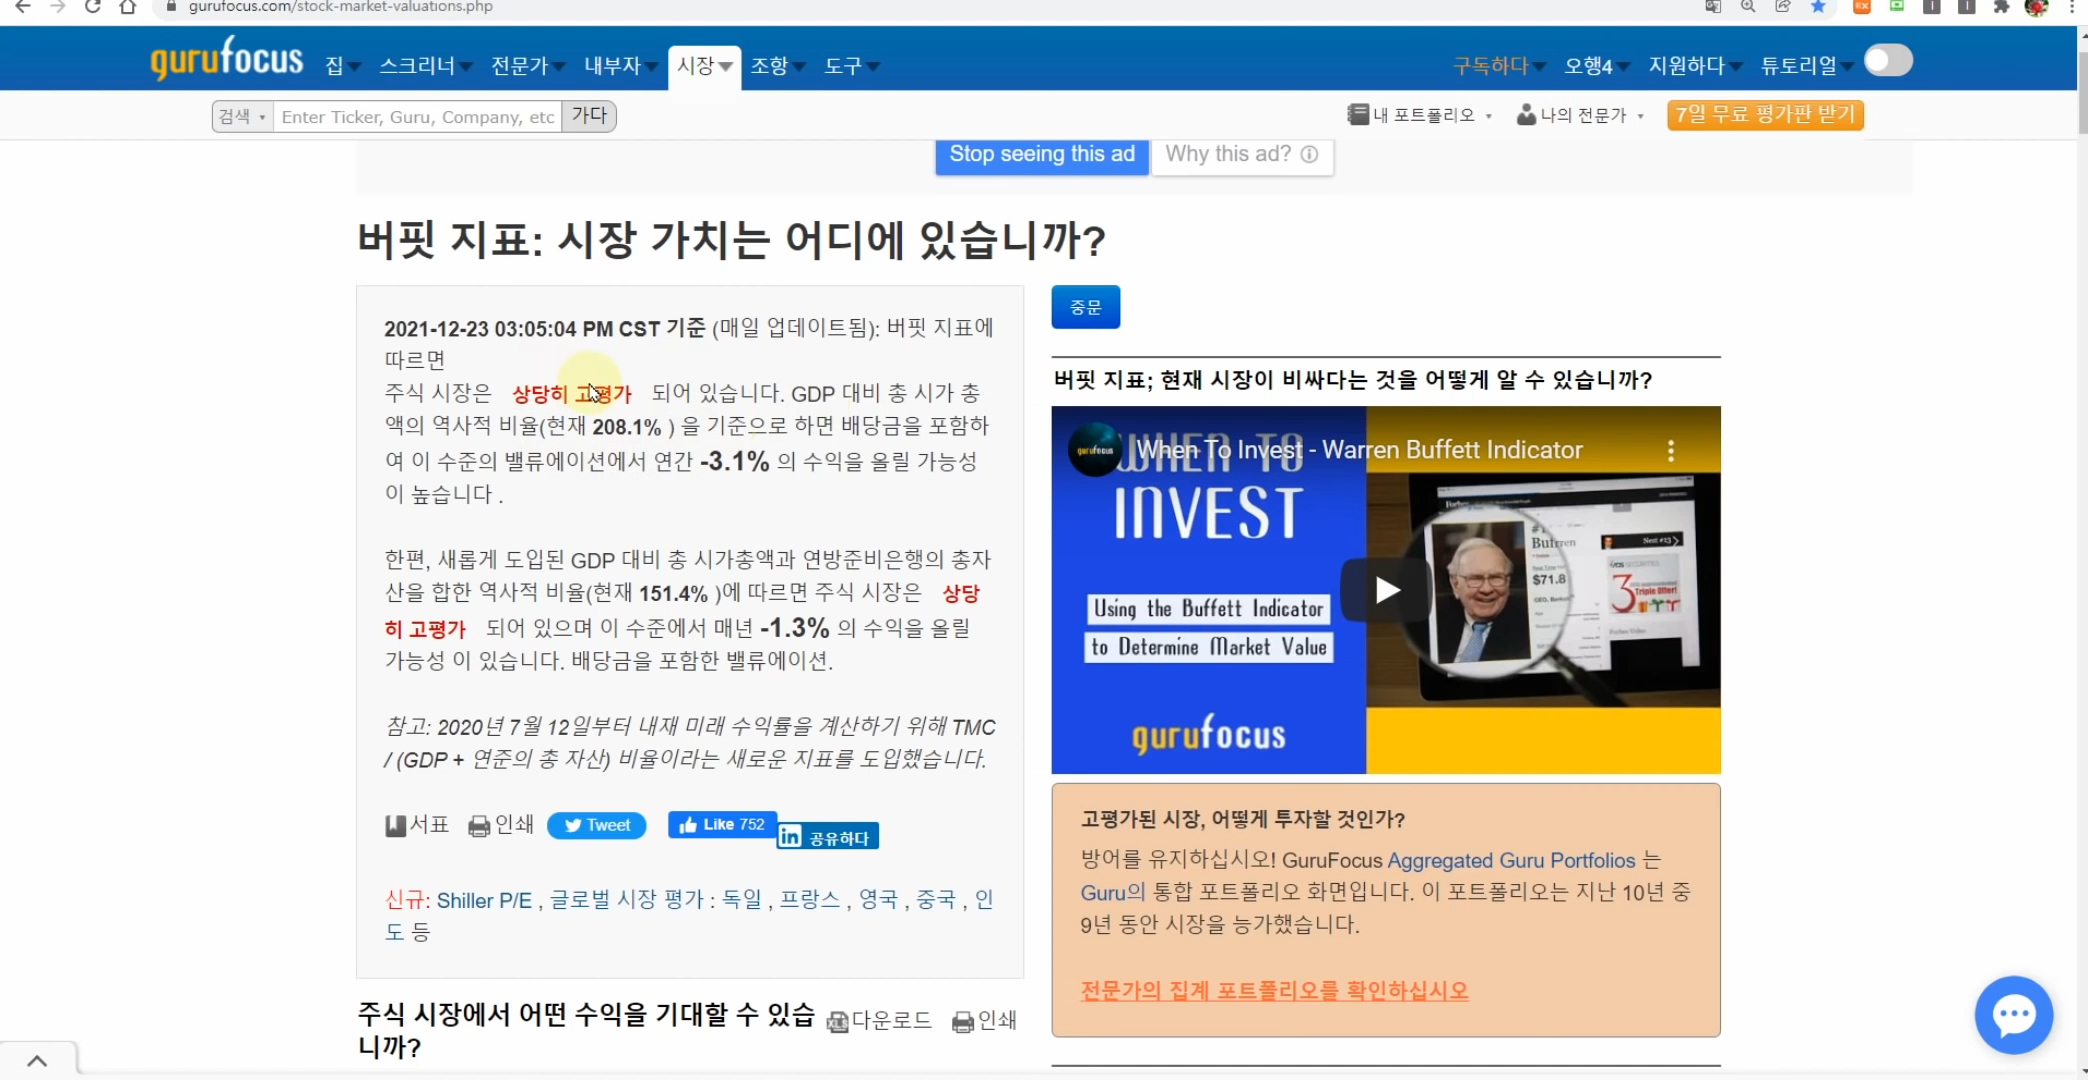 gurufocus.com/stock-market-valuations.php
gurufocus 집 스크리너 전문가 내부자 시장 조항 도구 구독하다 오행4 지원하다 튜토리얼
검색 Enter Ticker, Guru, Company, etc 가다 내 포트폴리오 나의 전문가 7일 무료 평가판 받기
Stop seeing this ad Why this ad?
버핏 지표: 시장 가치는 어디에 있습니까?
2021-12-23 03:05:04 PM CST 기준 (매일 업데이트됨): 버핏 지표에
따르면
주식 시장은 상당히 고평가 되어 있습니다. GDP 대비 총 시가 총
액의 역사적 비율(현재 208.1% ) 을 기준으로 하면 배당금을 포함하
여 이 수준의 밸류에이션에서 연간 -3.1% 의 수익을 올릴 가능성
이 높습니다 .
한편, 새롭게 도입된 GDP 대비 총 시가총액과 연방준비은행의 총자
산을 합한 역사적 비율(현재 151.4% )에 따르면 주식 시장은 상당
히 고평가 되어 있으며 이 수준에서 매년 -1.3% 의 수익을 올릴
가능성 이 있습니다. 배당금을 포함한 밸류에이션.
참고: 2020년 7월 12일부터 내재 미래 수익률을 계산하기 위해 TMC
/ (GDP + 연준의 총 자산) 비율이라는 새로운 지표를 도입했습니다.
서표 인쇄 Tweet Like 752 in 공유하다
신규: Shiller P/E , 글로벌 시장 평가 : 독일 , 프랑스 , 영국 , 중국 , 인
도 등
주식 시장에서 어떤 수익을 기대할 수 있습
니까?
다운로드 인쇄
중문
버핏 지표; 현재 시장이 비싸다는 것을 어떻게 알 수 있습니까?
gurufocus When To Invest - Warren Buffett Indicator
WHEN TO
INVEST
Using the Buffett Indicator
to Determine Market Value
gurufocus
Forbes
$71.8
Next #13 >
3
Triple Offer!
고평가된 시장, 어떻게 투자할 것인가?
방어를 유지하십시오! GuruFocus Aggregated Guru Portfolios 는
Guru의 통합 포트폴리오 화면입니다. 이 포트폴리오는 지난 10년 중
9년 동안 시장을 능가했습니다.
전문가의 집계 포트폴리오를 확인하십시오